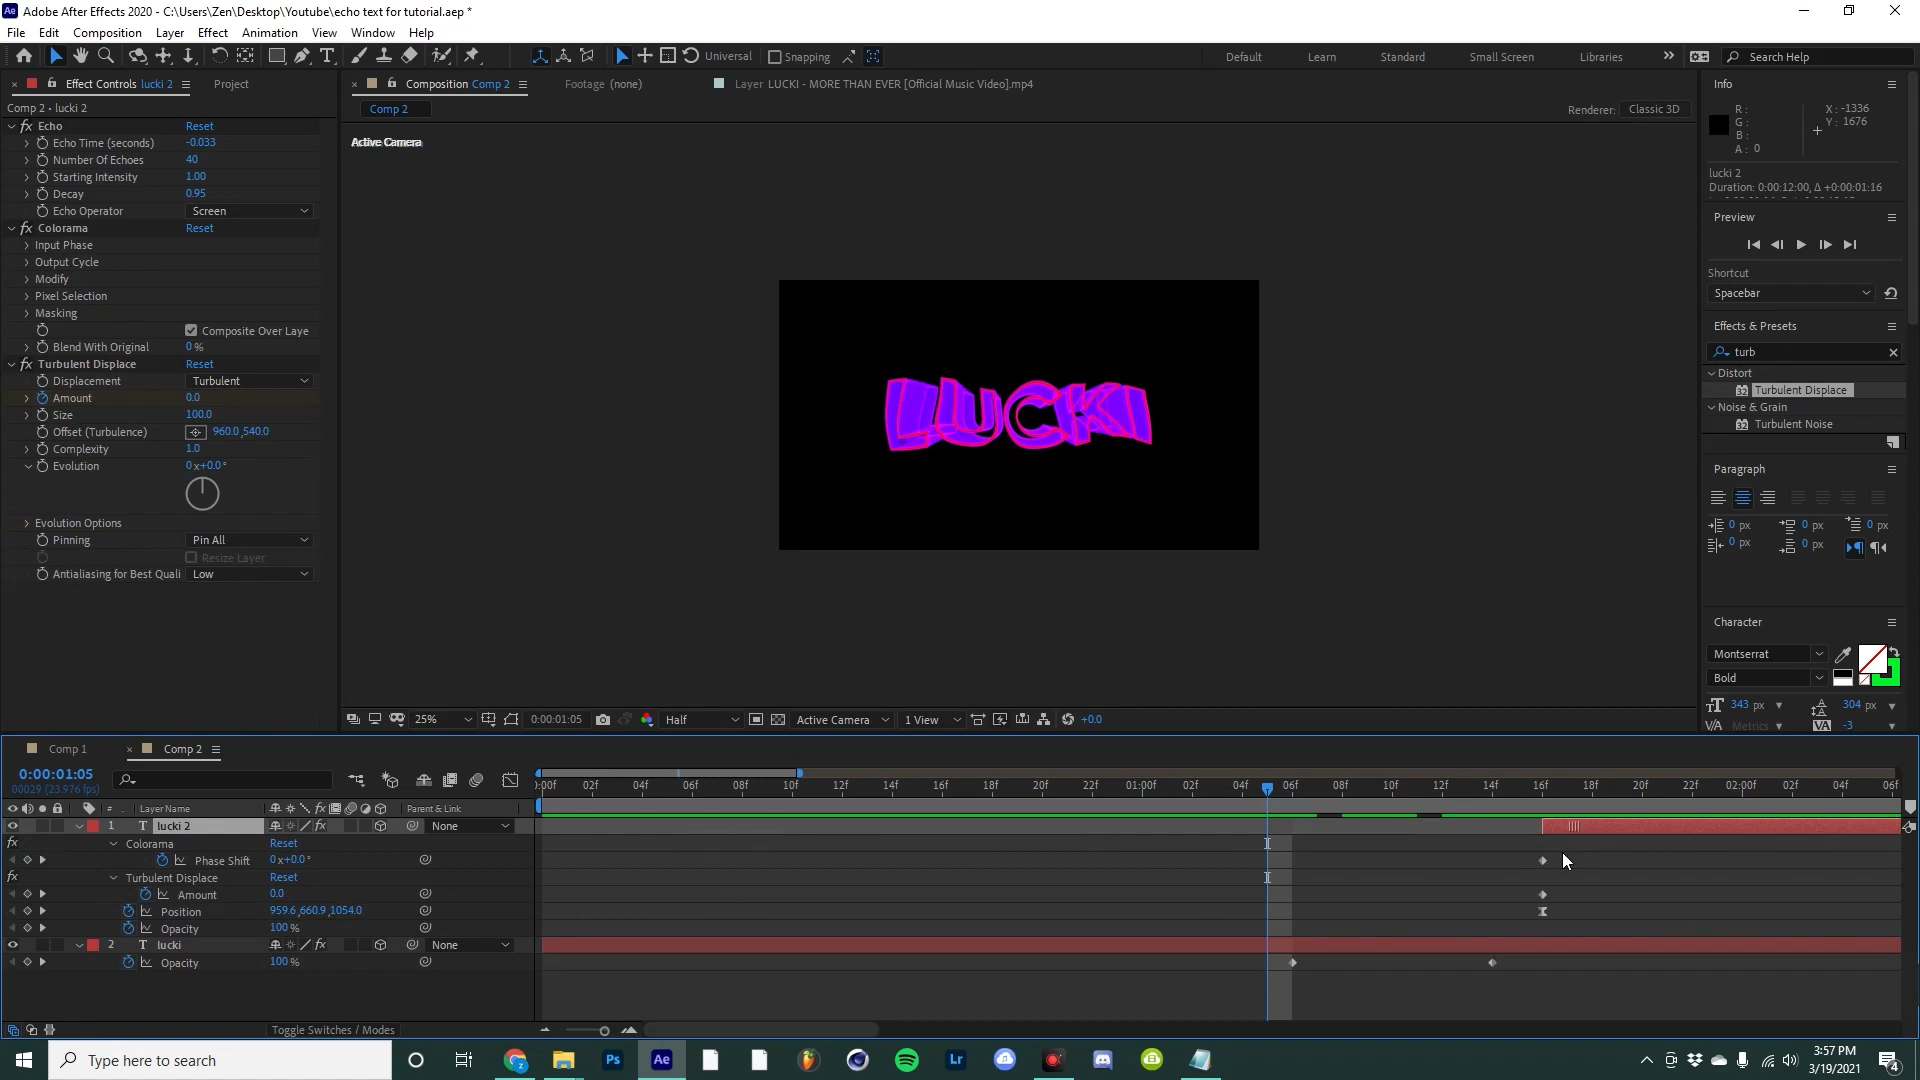 Adobe After Effects 2020 - C:\Users\Zen\Desktop\Youtube\echo text for tutorial.aep *
File Edit Composition Layer Effect Animation View Window Help
Universal Snapping Default Learn Standard Small Screen Libraries Search Help
Effect Controls lucki 2 Project
Comp 2 • lucki 2
fx Echo Reset
Echo Time (seconds) -0.033
Number Of Echoes 40
Starting Intensity 1.00
Decay 0.95
Echo Operator Screen
fx Colorama Reset
Input Phase
Output Cycle
Modify
Pixel Selection
Masking
Composite Over Laye
Blend With Original 0 %
fx Turbulent Displace Reset
Displacement Turbulent
Amount 0.0
Size 100.0
Offset (Turbulence) 960.0,540.0
Complexity 1.0
Evolution 0x+0.0°
Evolution Options
Pinning Pin All
Resize Layer
Antialiasing for Best Quali Low
Composition Comp 2 Footage (none) Layer LUCKI - MORE THAN EVER [Official Music Video].mp4
Comp 2 Renderer: Classic 3D
Active Camera
LUCKI
25% 0:00:01:05 Half Active Camera 1 View +0.0
Info
R: X: -1336
G: Y: 1676
B:
A: 0
lucki 2
Duration: 0:00:12:00, Δ +0:00:01:16
Preview
Shortcut
Spacebar
Effects & Presets
turb
Distort
32 Turbulent Displace
Noise & Grain
32 Turbulent Noise
Paragraph
0 px 0 px 0 px
0 px 0 px
Character
Montserrat
Bold
343 px 304 px
Metrics -3
Comp 1 Comp 2
0:00:01:05
00029 (23.976 fps)
# Layer Name Parent & Link
:00f 02f 04f 06f 08f 10f 12f 14f 16f 18f 20f 22f 01:00f 02f 04f 06f 08f 10f 12f 14f 16f 18f 20f 22f 02:00f 02f 04f 06f
1 T lucki 2 None
fx Colorama Reset
Phase Shift 0x+0.0°
fx Turbulent Displace Reset
Amount 0.0
Position 959.6,660.9,1054.0
Opacity 100 %
2 T lucki None
Opacity 100 %
Toggle Switches / Modes
Type here to search
Ps Ae Lr
3:57 PM
3/19/2021
4